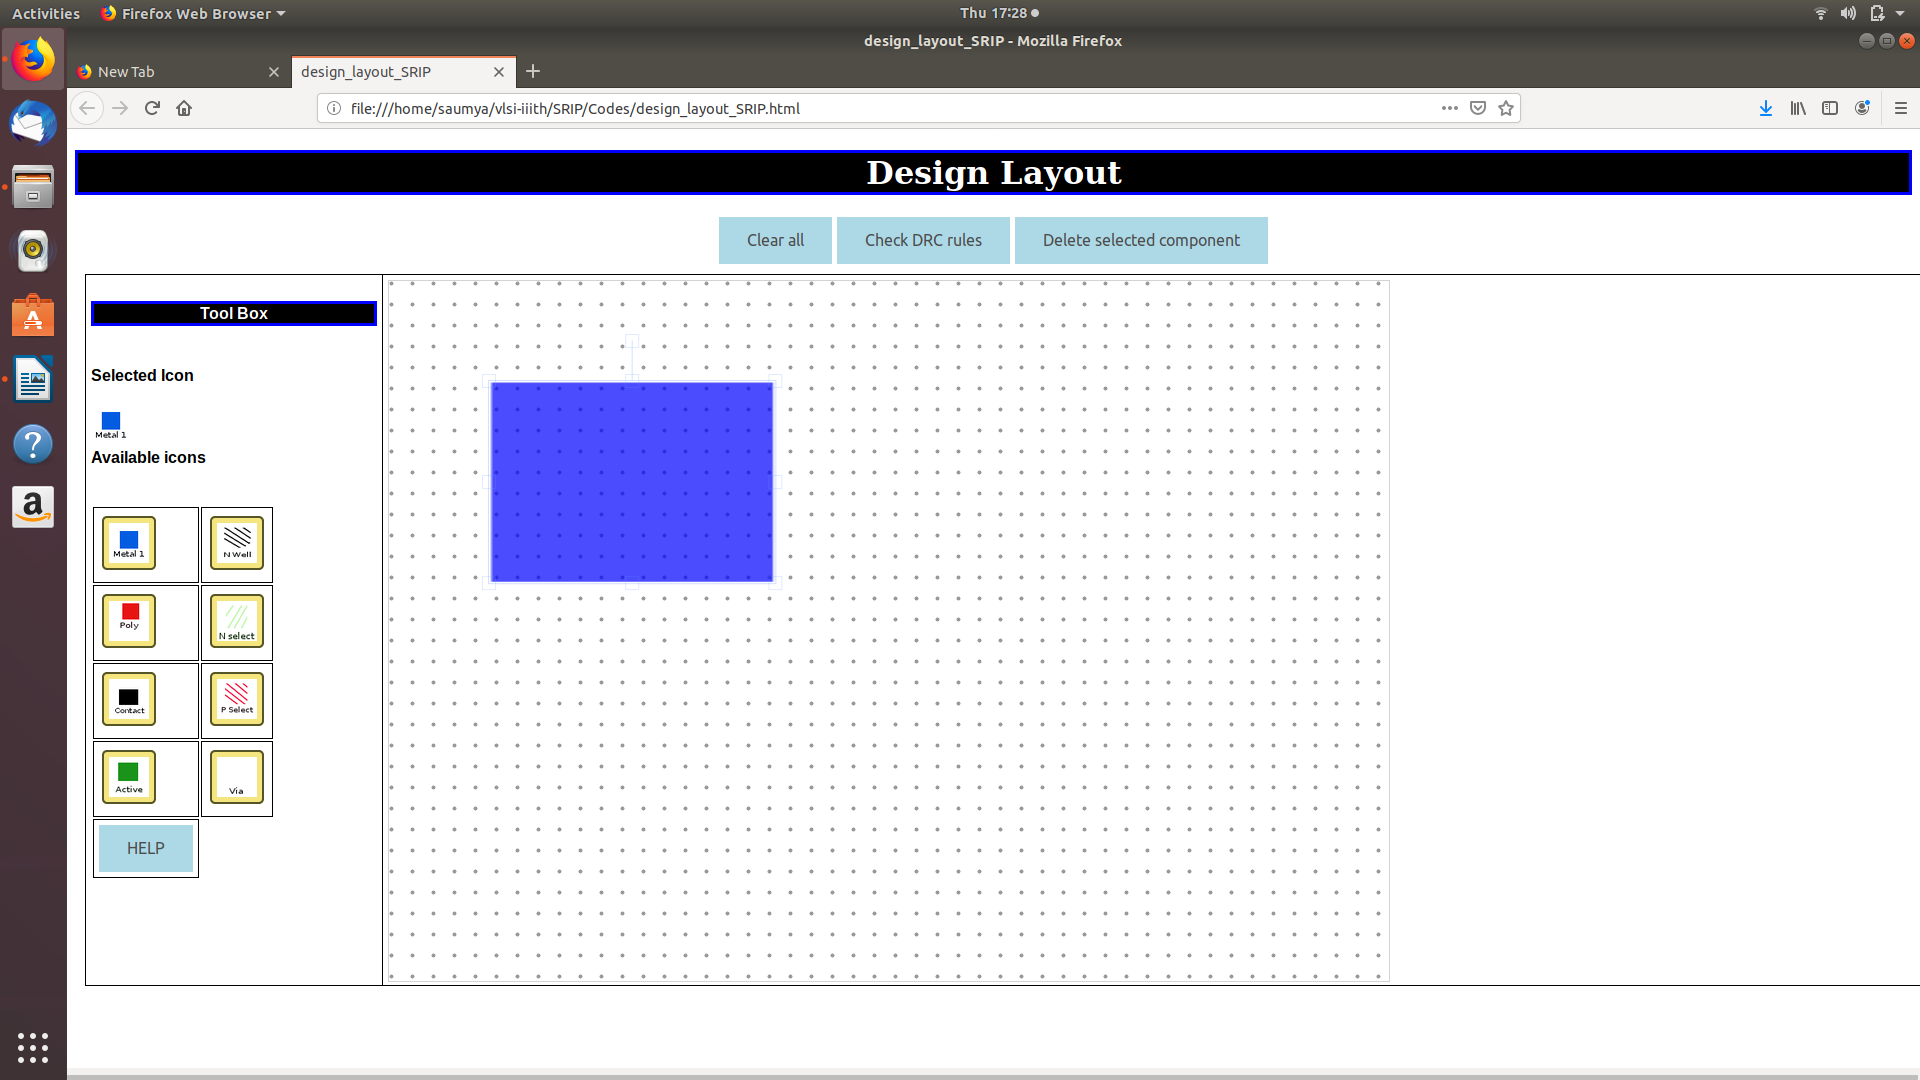 Activities Firefox Web Browser Thu 17:28
design_layout_SRIP - Mozilla Firefox
New Tab design_layout_SRIP
file:///home/saumya/vlsi-iiith/SRIP/Codes/design_layout_SRIP.html
Design Layout
Clear all Check DRC rules Delete selected component
Tool Box
Selected Icon
Metal 1
Available icons
Metal 1 N Well
Poly N select
Contact P Select
Active Via
HELP